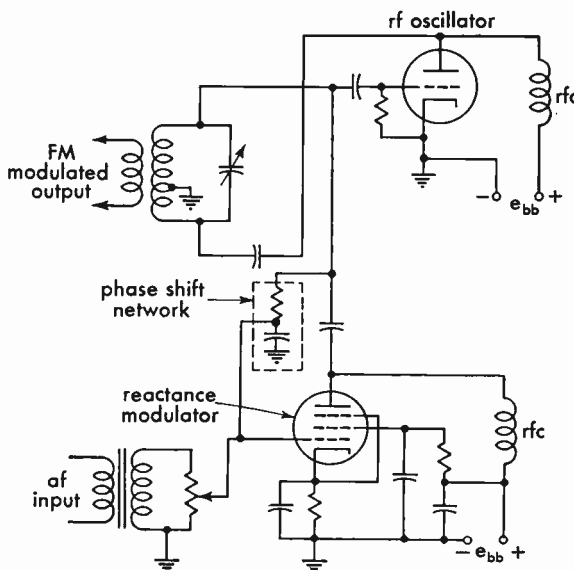 rf oscillator
rfc
FM
modulated
output
− e_bb +
phase shift
network
reactance
modulator
rfc
af
input
− e_bb +